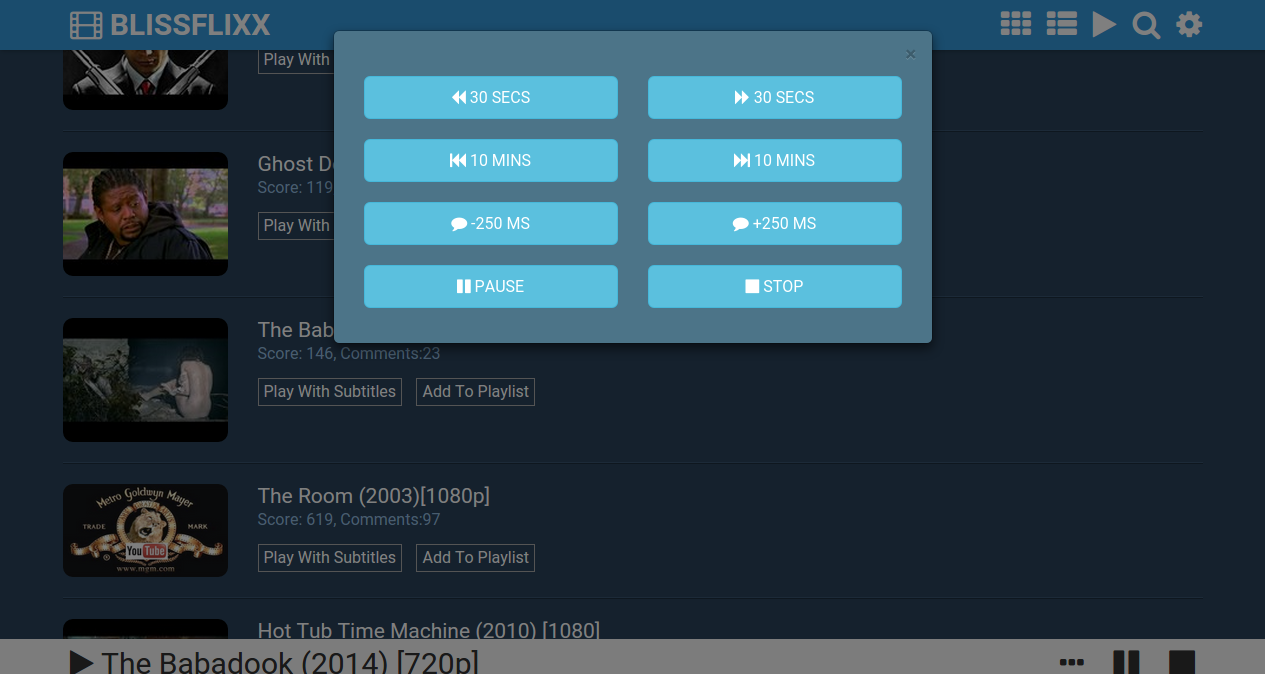 BLISSFLIXX
×
Play With
30 SECS
30 SECS
10 MINS
10 MINS
-250 MS
+250 MS
PAUSE
STOP
Ghost D
Score: 119
Play With
The Bab
Score: 146, Comments:23
Play With Subtitles
Add To Playlist
Metro Goldwyn Mayer
TRADE MARK
YouTube
www.mgm.com
The Room (2003)[1080p]
Score: 619, Comments:97
Play With Subtitles
Add To Playlist
Hot Tub Time Machine (2010) [1080]
The Babadook (2014) [720p]